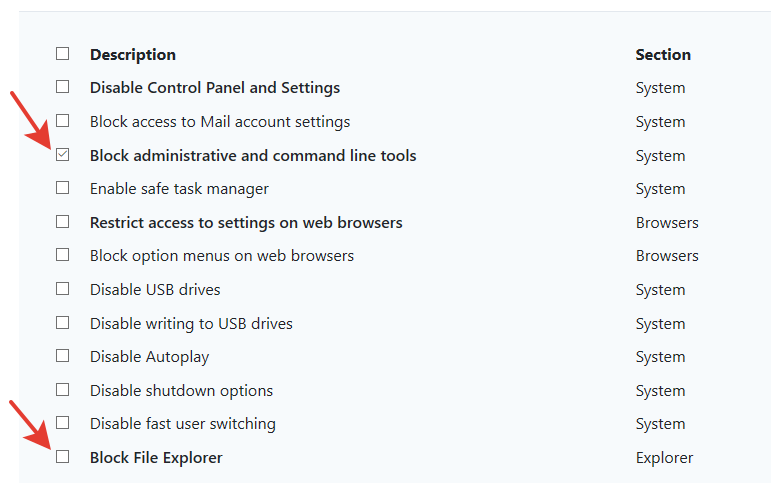 Description Section
Disable Control Panel and Settings System
Block access to Mail account settings System
Block administrative and command line tools System
Enable safe task manager System
Restrict access to settings on web browsers Browsers
Block option menus on web browsers Browsers
Disable USB drives System
Disable writing to USB drives System
Disable Autoplay System
Disable shutdown options System
Disable fast user switching System
Block File Explorer Explorer